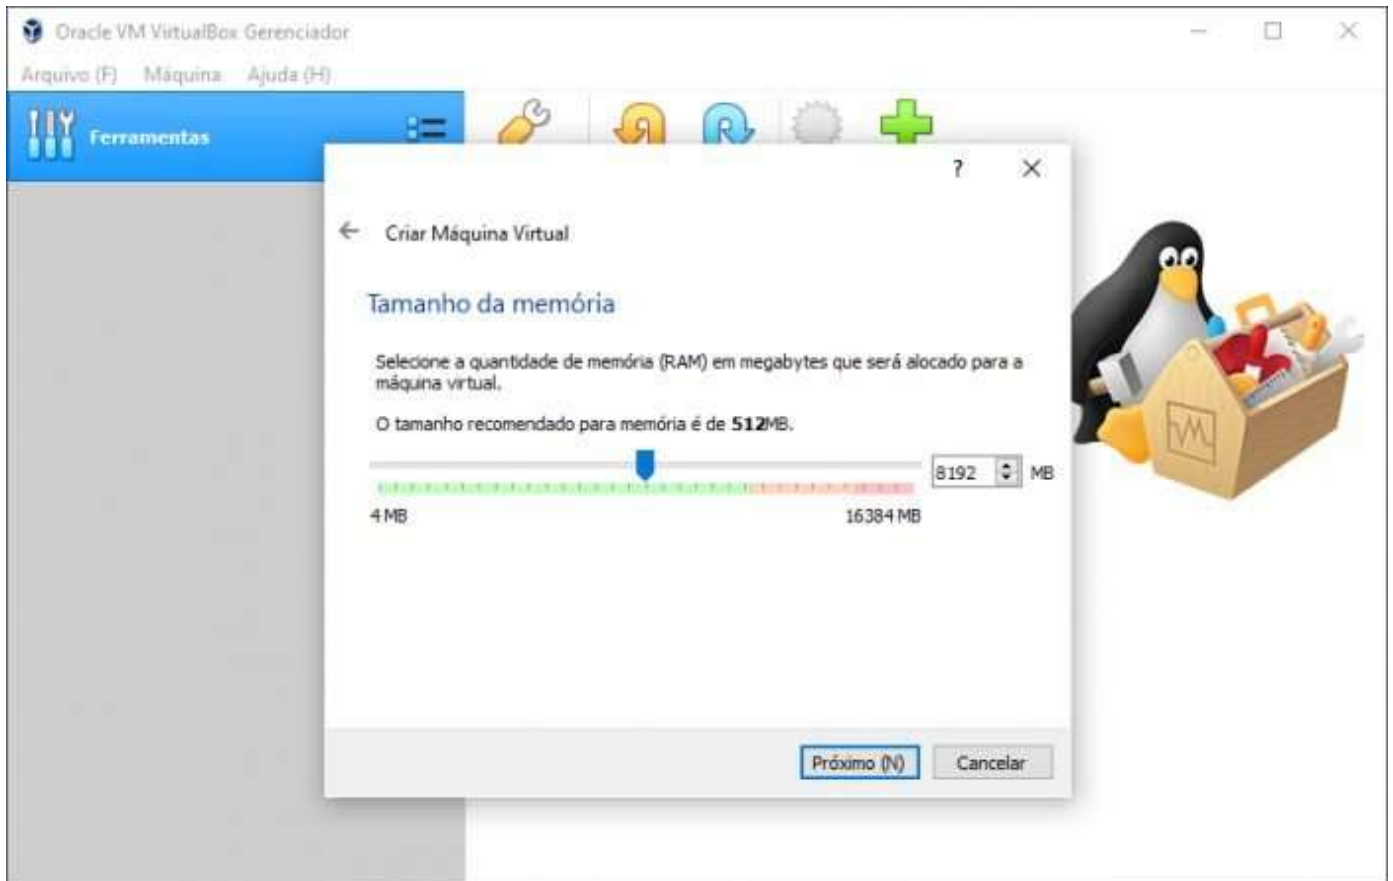 Oracle VM VirtualBox Gerenciador
Arquivo (F) Máquina Ajuda (H)
Ferramentas
?
Criar Máquina Virtual
Tamanho da memória
Selecione a quantidade de memória (RAM) em megabytes que será alocado para a
máquina virtual.
O tamanho recomendado para memória é de 512MB.
8192 MB
4 MB 16384 MB
Próximo (N) Cancelar